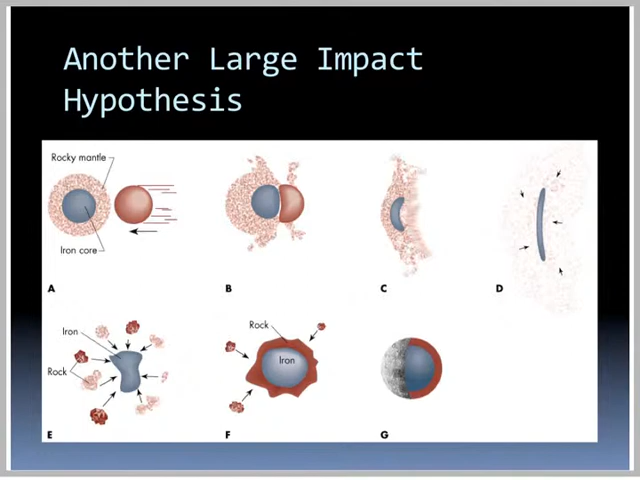 Another Large Impact
Hypothesis
Rocky mantle
Iron core
A
B
C
D
Iron
Rock
E
Rock
Iron
F
G